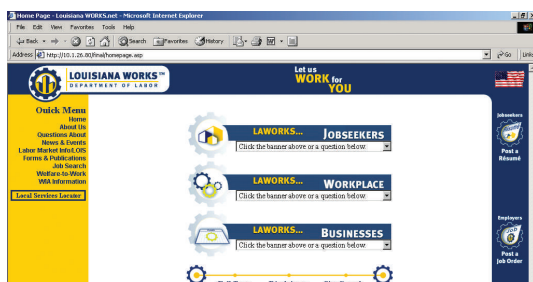 Home Page - Louisiana WORKS.net - Microsoft Internet Explorer
File Edit View Favorites Tools Help
Back Search Favorites History
Address http://10.1.26.80/final/homepage.asp Go Links
LOUISIANA WORKS™
DEPARTMENT OF LABOR
Let us
WORK for
YOU
Quick Menu
Home
About Us
Questions About
News & Events
Labor Market Info/LOIS
Forms & Publications
Job Search
Welfare-to-Work
WIA Information
Local Services Locator
LAWORKS... JOBSEEKERS
Click the banner above or a question below.
LAWORKS... WORKPLACE
Click the banner above or a question below.
LAWORKS... BUSINESSES
Click the banner above or a question below.
Jobseekers
Post a
Résumé
Employers
Job
Post a
Job Order